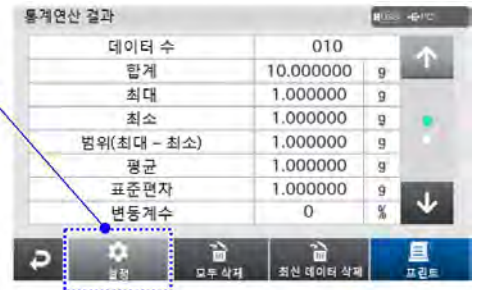 통계연산 결과
데이터 수 010
합계 10.000000 g
최대 1.000000 g
최소 1.000000 g
범위(최대 – 최소) 1.000000 g
평균 1.000000 g
표준편자 1.000000 g
변동계수 0 %
결정 모두 삭제 최신 데이터 삭제 프린트